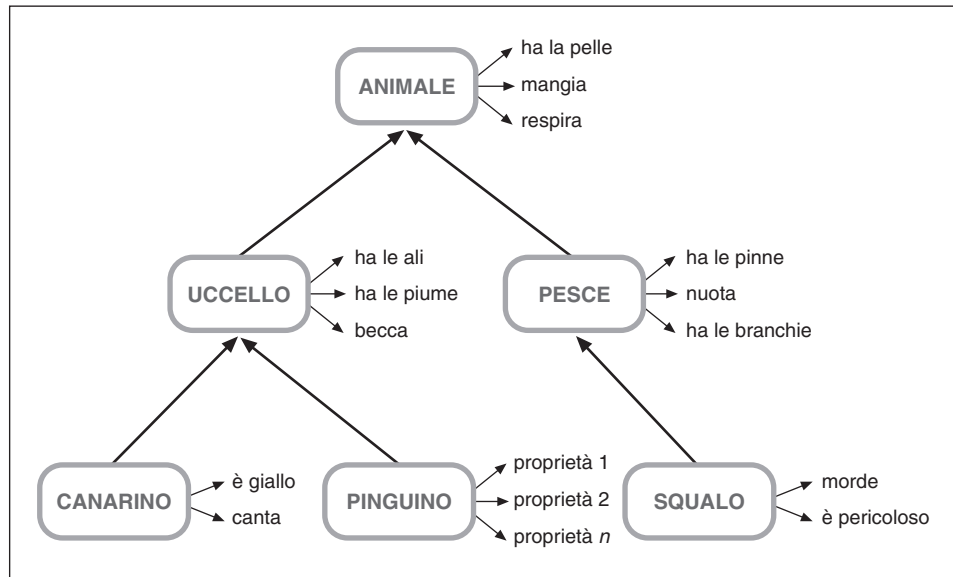 ha la pelle
ANIMALE
mangia
respira
ha le ali
UCCELLO
ha le piume
becca
ha le pinne
PESCE
nuota
ha le branchie
è giallo
CANARINO
canta
proprietà 1
PINGUINO
proprietà 2
proprietà n
morde
SQUALO
è pericoloso